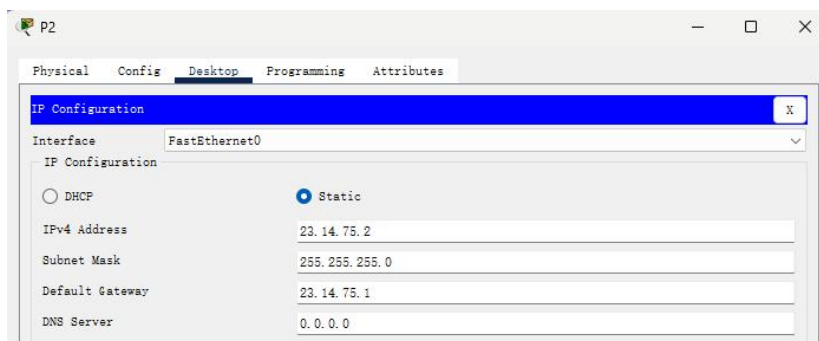 P2
Physical Config Desktop Programming Attributes
IP Configuration X
Interface FastEthernet0
IP Configuration
DHCP Static
IPv4 Address 23.14.75.2
Subnet Mask 255.255.255.0
Default Gateway 23.14.75.1
DNS Server 0.0.0.0